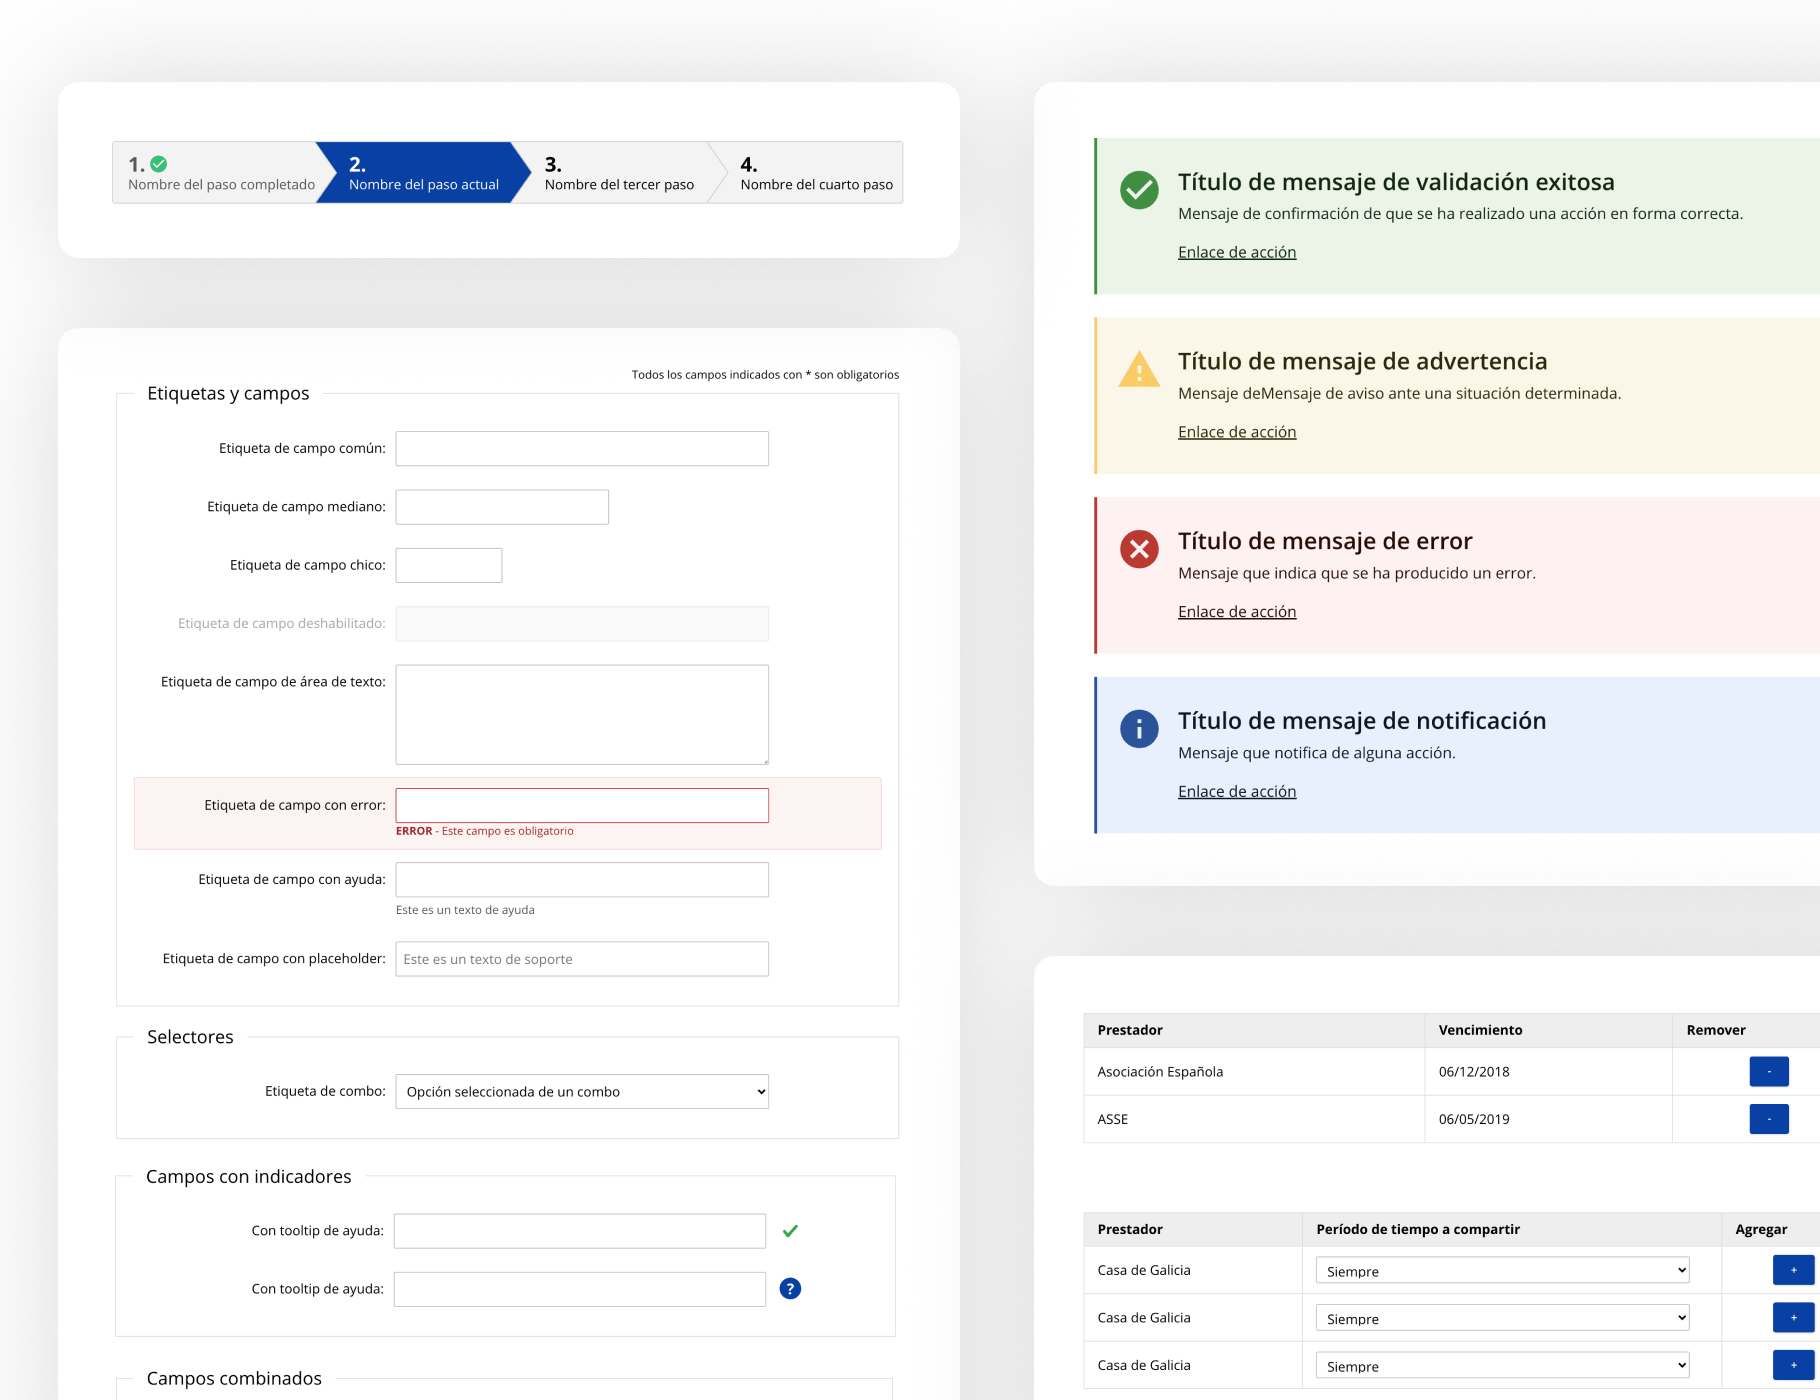 1.
Nombre del paso completado
2.
Nombre del paso actual
3.
Nombre del tercer paso
4.
Nombre del cuarto paso
Todos los campos indicados con * son obligatorios
Etiquetas y campos
Etiqueta de campo común:
Etiqueta de campo mediano:
Etiqueta de campo chico:
Etiqueta de campo deshabilitado:
Etiqueta de campo de área de texto:
Etiqueta de campo con error:
ERROR - Este campo es obligatorio
Etiqueta de campo con ayuda:
Este es un texto de ayuda
Etiqueta de campo con placeholder: Este es un texto de soporte
Selectores
Etiqueta de combo: Opción seleccionada de un combo
Campos con indicadores
Con tooltip de ayuda:
Con tooltip de ayuda: ?
Campos combinados
Título de mensaje de validación exitosa
Mensaje de confirmación de que se ha realizado una acción en forma correcta.
Enlace de acción
Título de mensaje de advertencia
Mensaje deMensaje de aviso ante una situación determinada.
Enlace de acción
Título de mensaje de error
Mensaje que indica que se ha producido un error.
Enlace de acción
Título de mensaje de notificación
Mensaje que notifica de alguna acción.
Enlace de acción
Prestador Vencimiento Remover
Asociación Española 06/12/2018 -
ASSE 06/05/2019 -
Prestador Período de tiempo a compartir Agregar
Casa de Galicia Siempre +
Casa de Galicia Siempre +
Casa de Galicia Siempre +